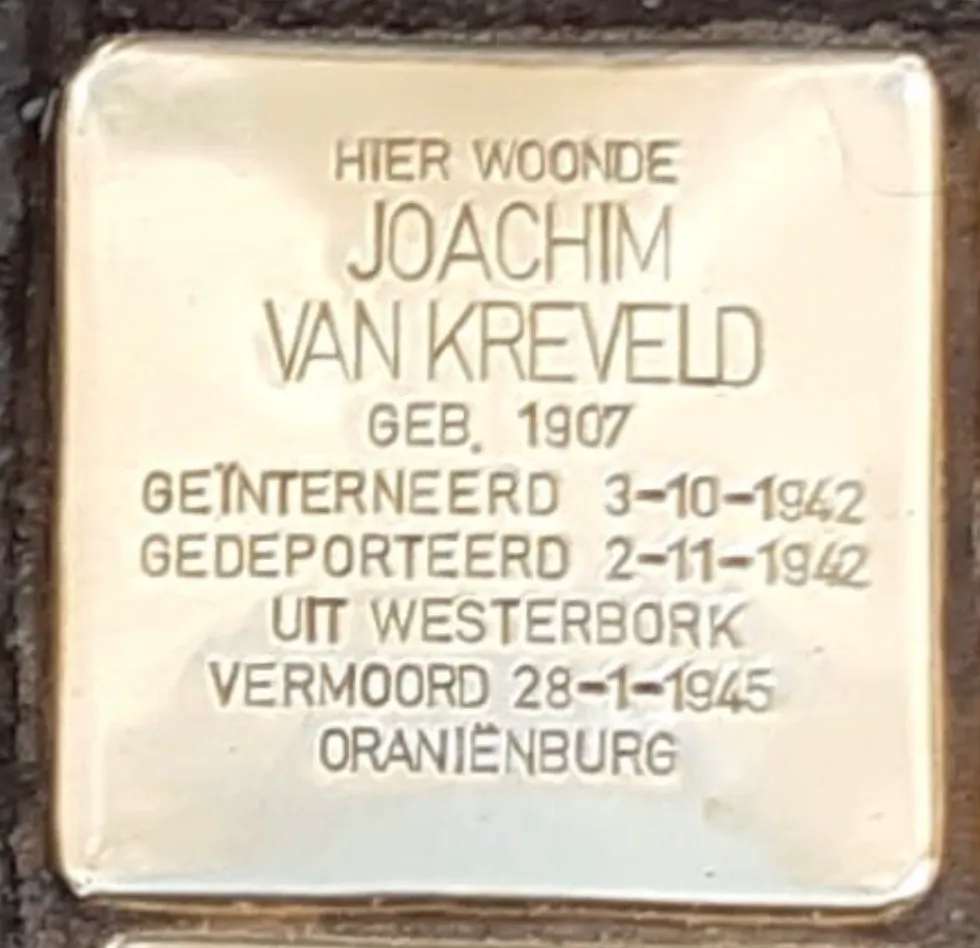 HIER WOONDE
JOACHIM
VAN KREVELD
GEB. 1907
GEÏNTERNEERD 3-10-1942
GEDEPORTEERD 2-11-1942
UIT WESTERBORK
VERMOORD 28-1-1945
ORANIËNBURG